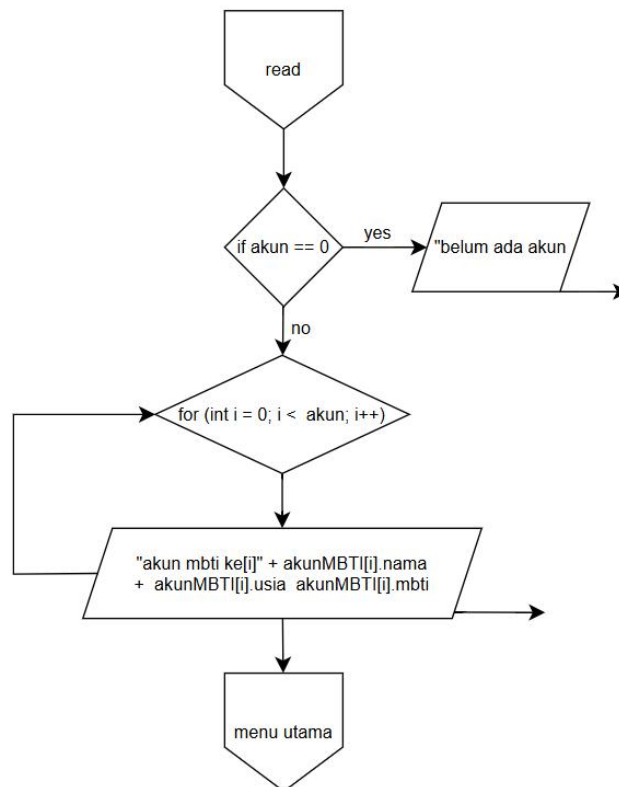 read
if akun == 0
yes
"belum ada akun
no
for (int i = 0; i < akun; i++)
"akun mbti ke[i]" + akunMBTI[i].nama
+ akunMBTI[i].usia akunMBTI[i].mbti
menu utama